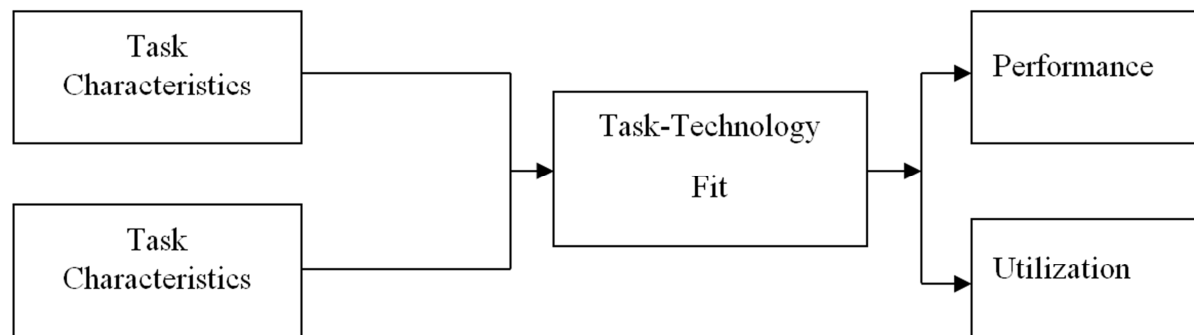 Task
Characteristics
Task-Technology
Fit
Task
Characteristics
Performance
Utilization